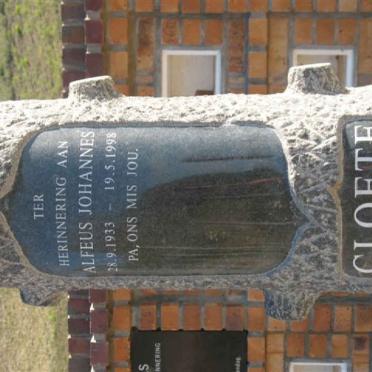 TER
HERINNERING AAN
ALFEUS JOHANNES
28.9.1933 – 19.5.1998
PA, ONS MIS JOU.
CLOETE